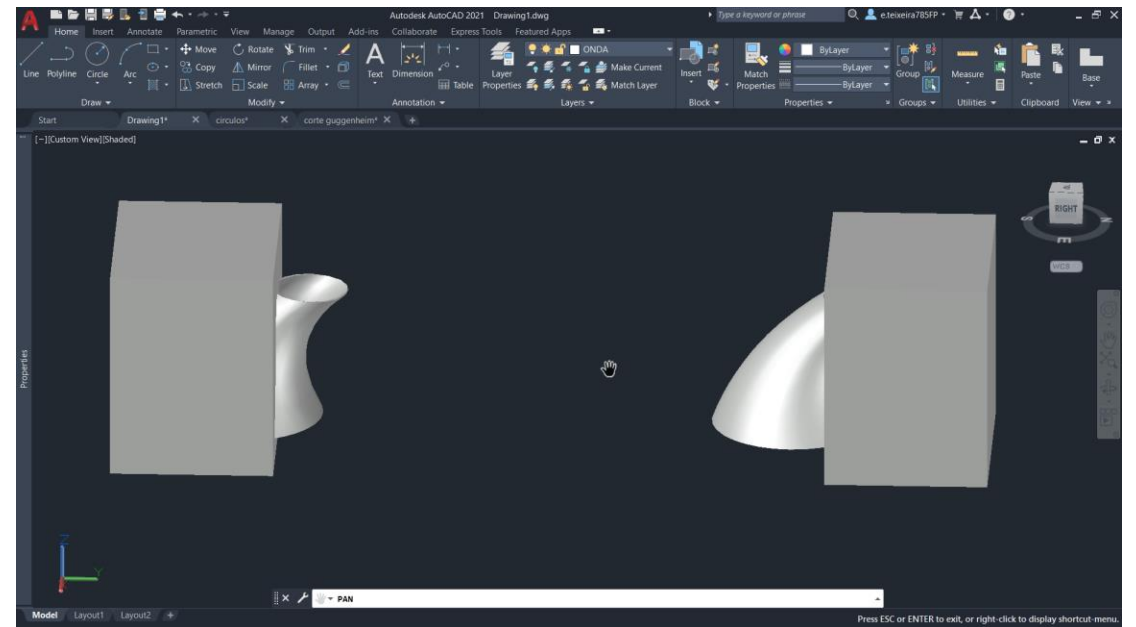 A Autodesk AutoCAD 2021 Drawing1.dwg Type a keyword or phrase e.teixeira785FP
Home Insert Annotate Parametric View Manage Output Add-ins Collaborate Express Tools Featured Apps
Move Rotate Trim ONDA ByLayer
Line Polyline Circle Arc Copy Mirror Fillet Text Dimension Layer Properties Make Current Insert Match Properties ByLayer Group Measure Paste Base
Stretch Scale Array Table Match Layer ByLayer
Draw Modify Annotation Layers Block Properties Groups Utilities Clipboard View
Start Drawing1* circulos* corte guggenheim*
[−][Custom View][Shaded]
RIGHT
S E N
WCS
Properties
Z
Y
PAN
Model Layout1 Layout2
Press ESC or ENTER to exit, or right-click to display shortcut-menu.